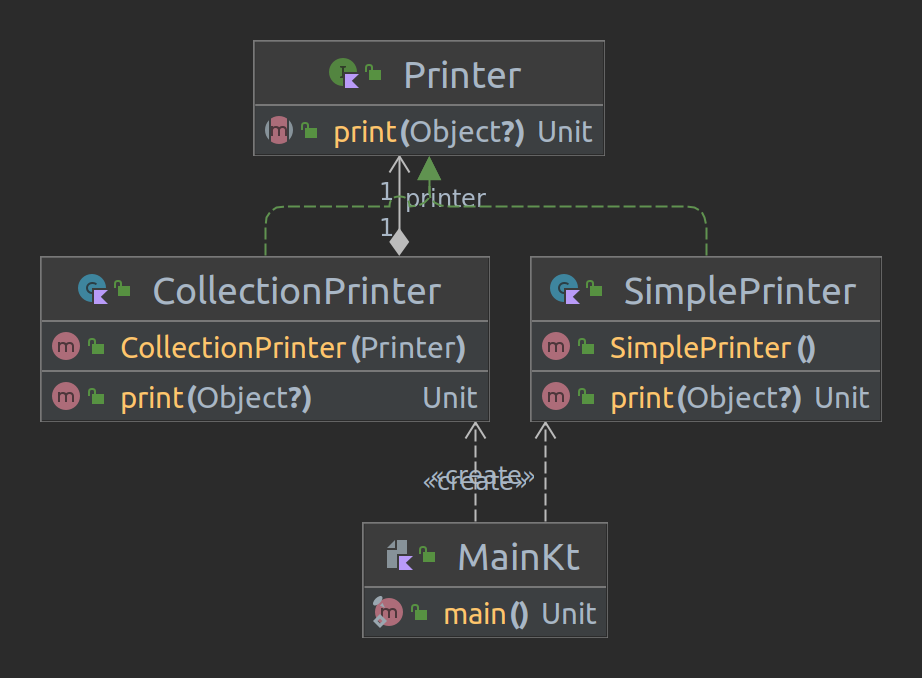 Printer
print(Object?) Unit
1
printer
1
CollectionPrinter
CollectionPrinter(Printer)
print(Object?) Unit
SimplePrinter
SimplePrinter()
print(Object?) Unit
«create»
«create»
MainKt
main() Unit